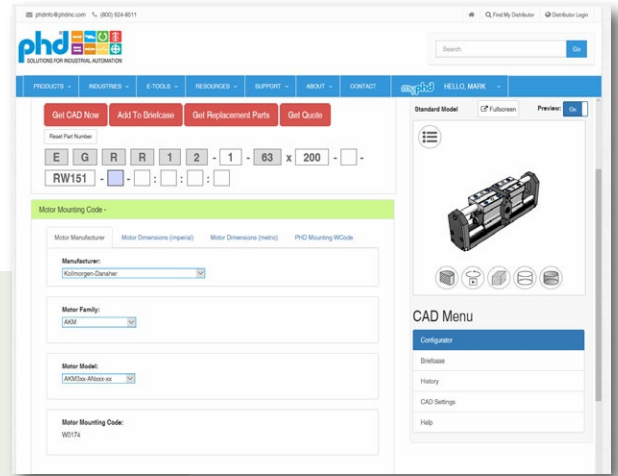 phdinfo@phdinc.com (800) 624-8511 Find My Distributor Distributor Login
phd
SOLUTIONS FOR INDUSTRIAL AUTOMATION
Search Go
PRODUCTS INDUSTRIES E-TOOLS RESOURCES SUPPORT ABOUT CONTACT myphd HELLO, MARK
Get CAD Now Add To Briefcase Get Replacement Parts Get Quote
Reset Part Number
E G R R 1 2 - 1 - 63 x 200 - -
RW151 - - : : :
Motor Mounting Code -
Motor Manufacturer Motor Dimensions (imperial) Motor Dimensions (metric) PHD Mounting WCode
Manufacturer:
Kollmorgen-Danaher
Motor Family:
AKM
Motor Model:
AKM3xx-ANxxx-xx
Motor Mounting Code:
W0174
Standard Model Fullscreen Preview: On
CAD Menu
Configurator
Briefcase
History
CAD Settings
Help